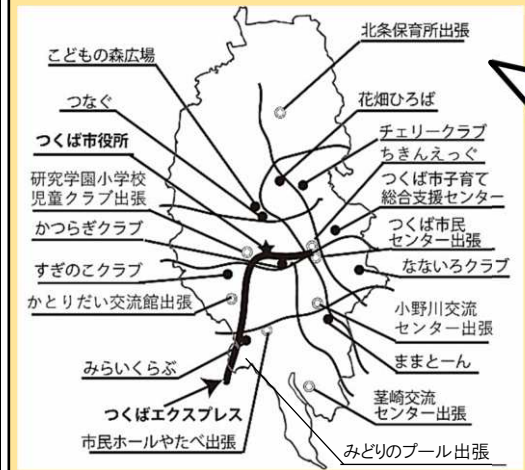 北条保育所出張
こどもの森広場
つなぐ
花畑ひろば
つくば市役所
チェリークラブ
ちきんえっぐ
研究学園小学校
児童クラブ出張
つくば市子育て
総合支援センター
かつらぎクラブ
つくば市民
センター出張
すぎのこクラブ
なないろクラブ
かとりだい交流館出張
小野川交流
センター出張
みらいくらぶ
ままとーん
つくばエクスプレス
茎崎交流
センター出張
市民ホールやたべ出張
みどりのプール出張